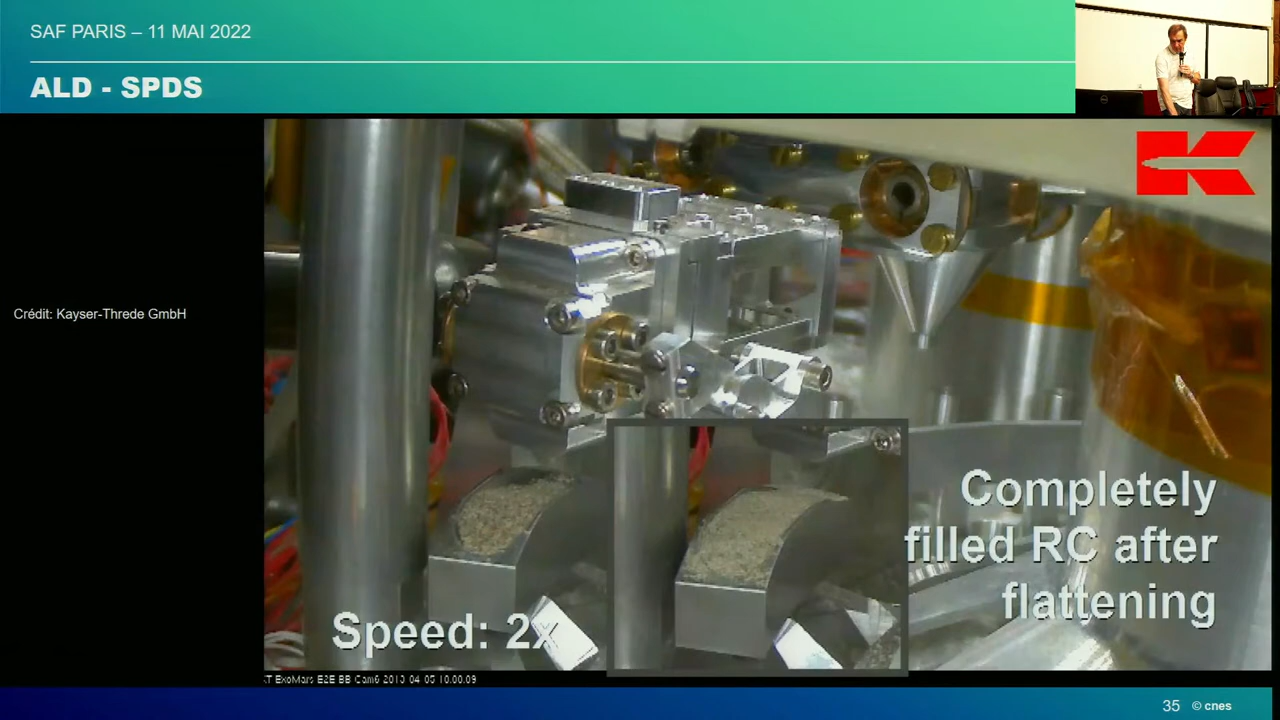 SAF PARIS – 11 MAI 2022
ALD - SPDS
Crédit: Kayser-Threde GmbH
Completely
filled RC after
flattening
Speed: 2x
KT ExoMars E2E BB Cam6 2013-04-05 10.00.09
35 © cnes